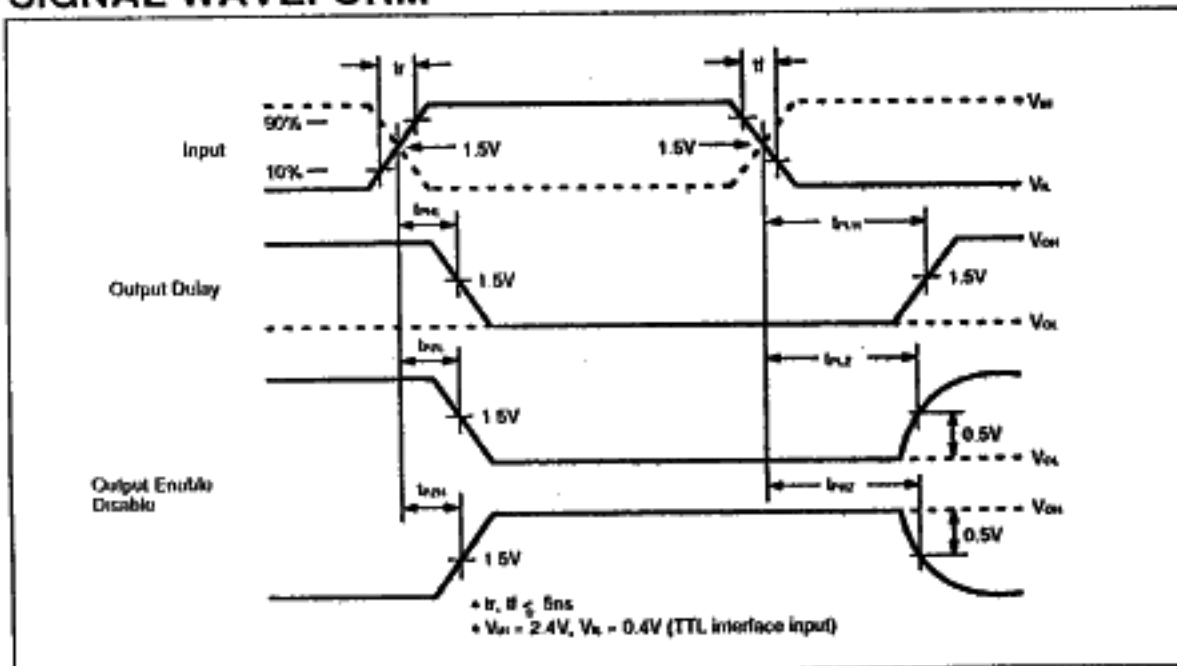 SIGNAL WAVEFORM
tr
tf
VIH
90%
Input
1.5V
1.5V
10%
VIL
tPHL
tPLH
VOH
1.5V
1.5V
Output Delay
VOL
tPZL
tPLZ
1.5V
0.5V
VOL
Output Enable
Disable
tPZH
tPHZ
VOH
0.5V
1.5V
• tr, tf ≤ 5ns
• VIH = 2.4V, VIL = 0.4V (TTL interface input)